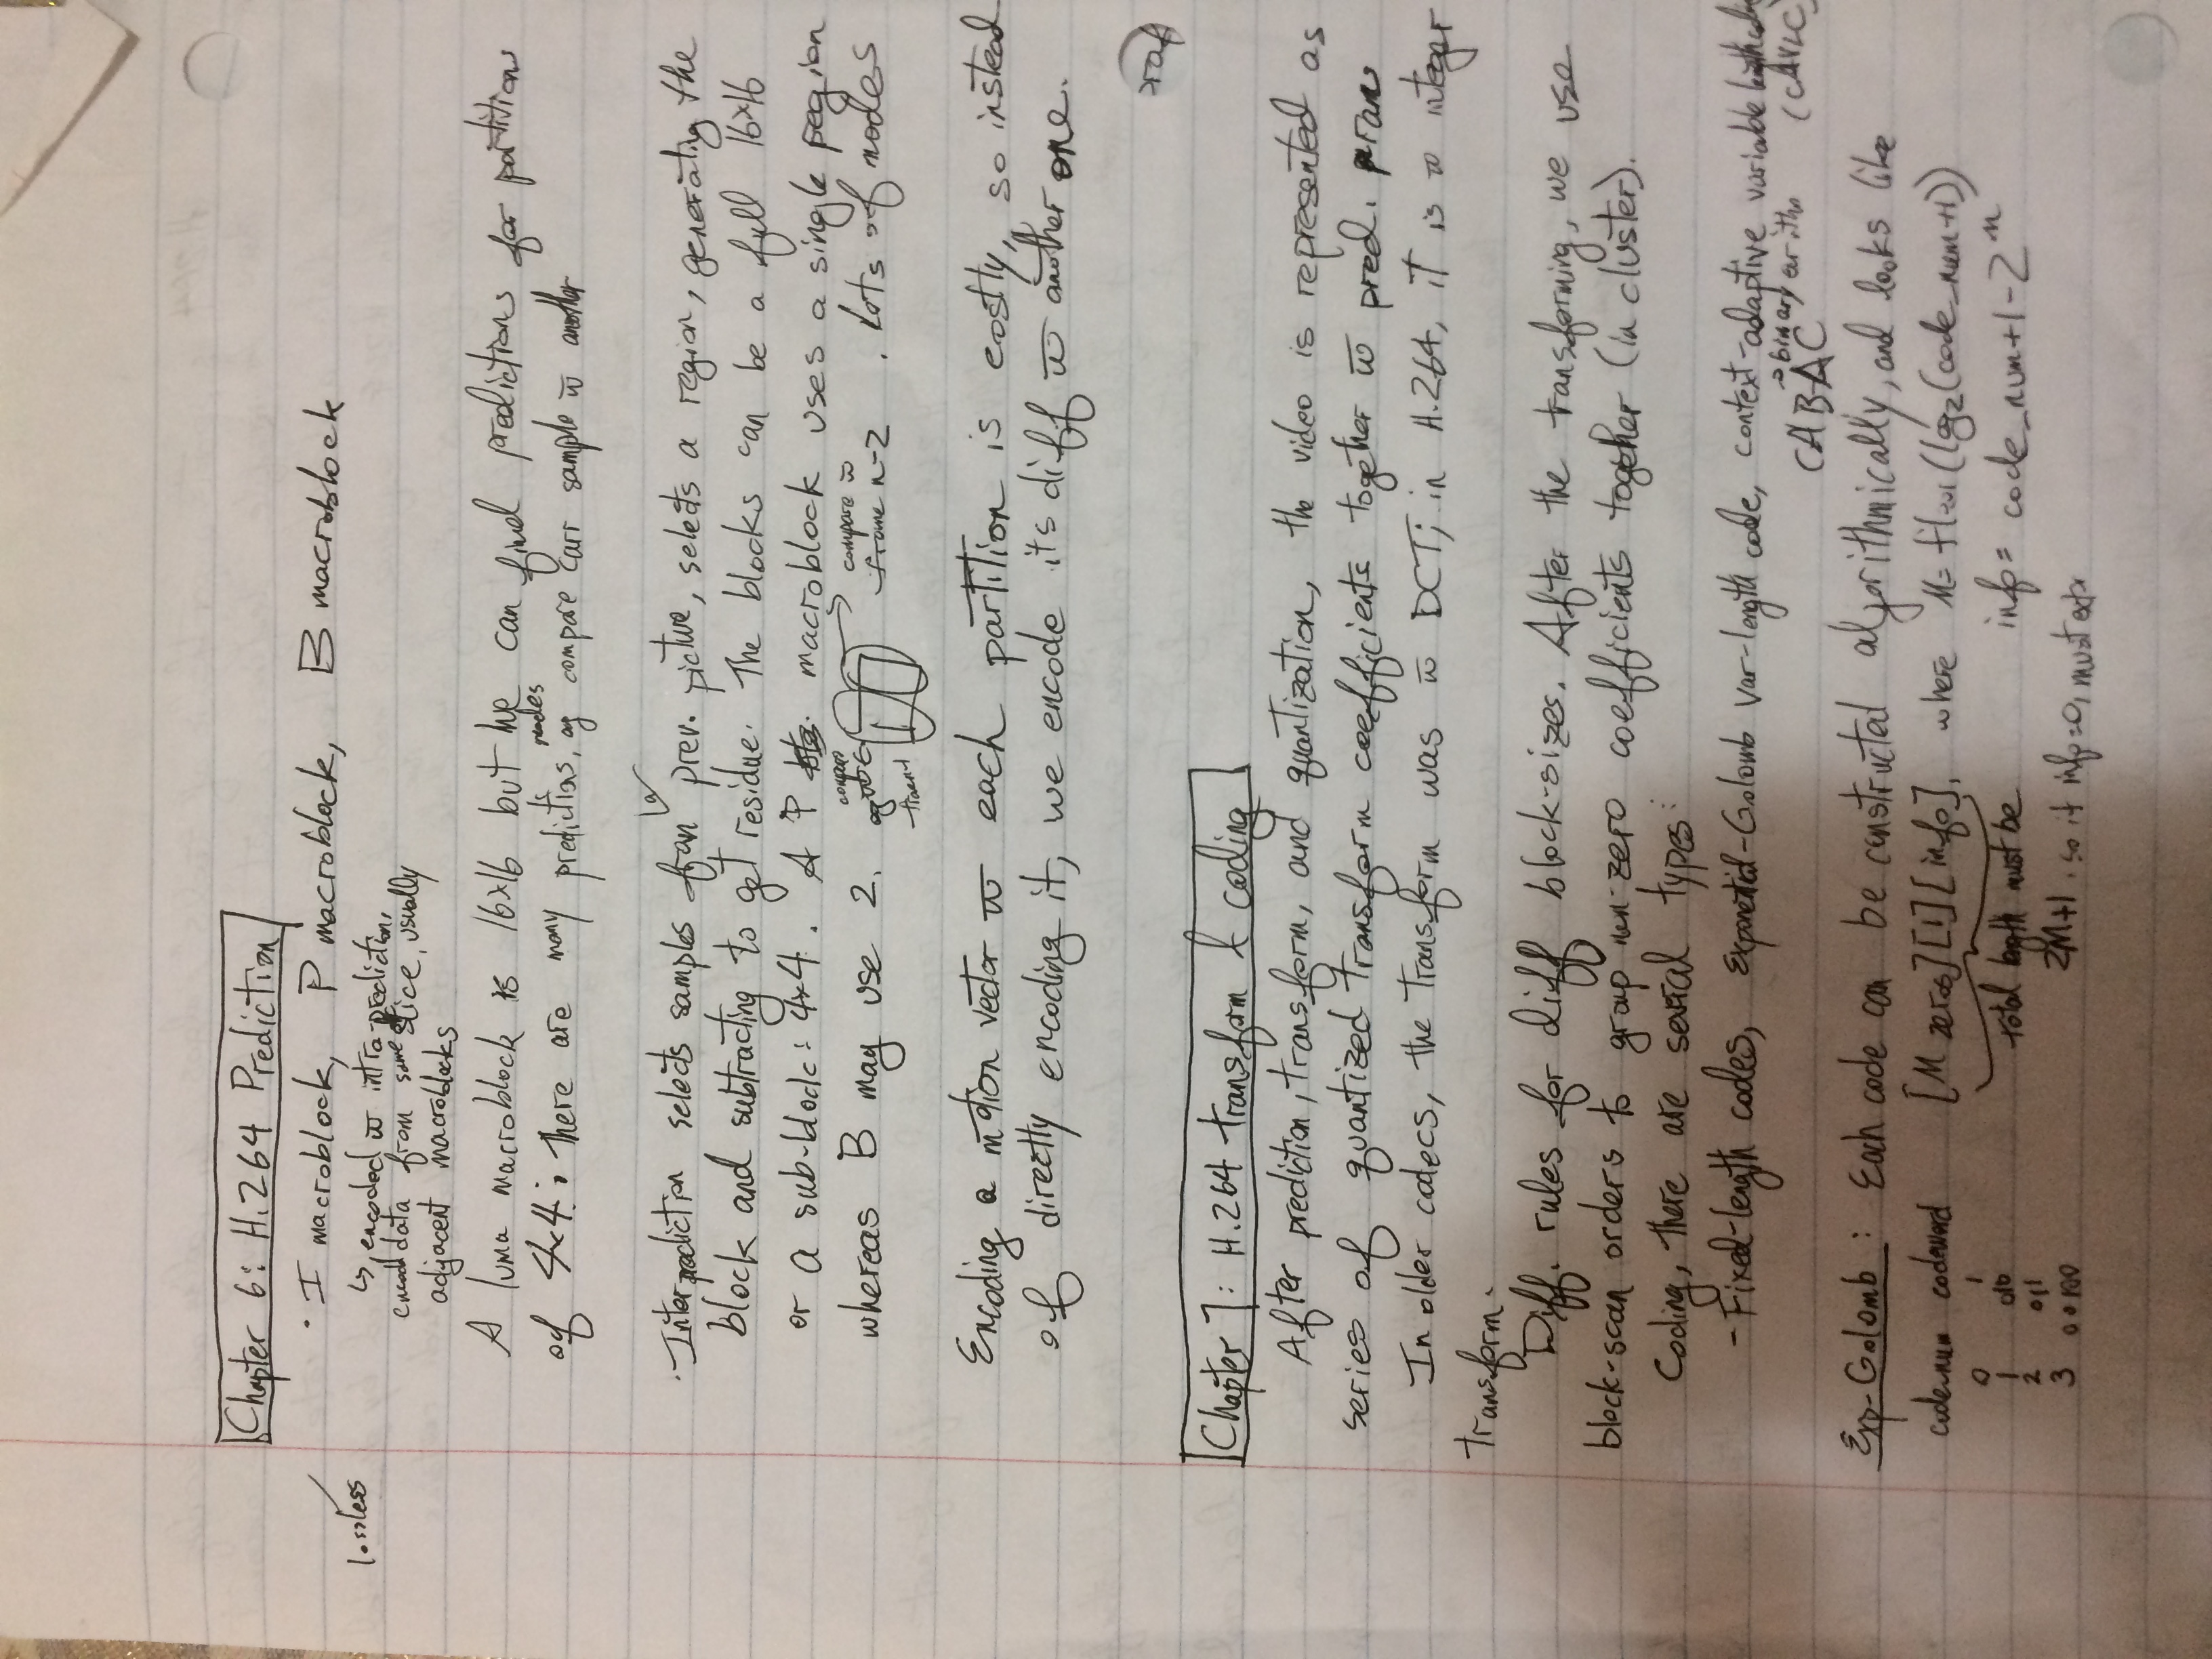 Chapter 6: H.264 Prediction
· I macroblock, P macroblock, B macroblock
lossless
↳ encoded w̄ intra-prediction,
encodd data from same slice, usually
adjacent macroblocks
A luma macroblock is 16x16 but we can find predictions for partitions
of 4x4. There are many predictions, modes eg compare curr sample w̄ another
· Interprediction selects samples from a prev. picture, selects a region, generating the
block and subtracting to get residue. The blocks can be a full 16x16
or a sub-block: 4x4. A P macroblock uses a single region
whereas B may use 2. compare w̄ frame n-2 . Lots of modes
Encoding a motion vector w̄ each partition is costly, so instead
of directly encoding it, we encode its diff w̄ another one.
Chapter 7: H.264 transform & coding
After prediction, transform, and quantization, the video is represented as
series of quantized transform coefficients together w̄ pred. param
In older codecs, the transform was w̄ DCT; in H.264, it is w̄ integer
transform.
Diff. rules for diff block-sizes. After the transforming, we use
block-scan orders to group non-zero coefficients together (in cluster).
Coding, there are several types:
- Fixed-length codes, Exponential-Golomb var-length code, context-adaptive variable length coding
→ binary arithm (CAVLC)
CABAC
Exp-Golomb: Each code can be constructed algorithmically, and looks like
code-num codeword [M zeros][1][info], where M= floor(log₂(code_num+1))
0 1
1 010 total length must be info= code_num+1-2^m
2 011
3 00100 2M+1. so if info=0, must extr